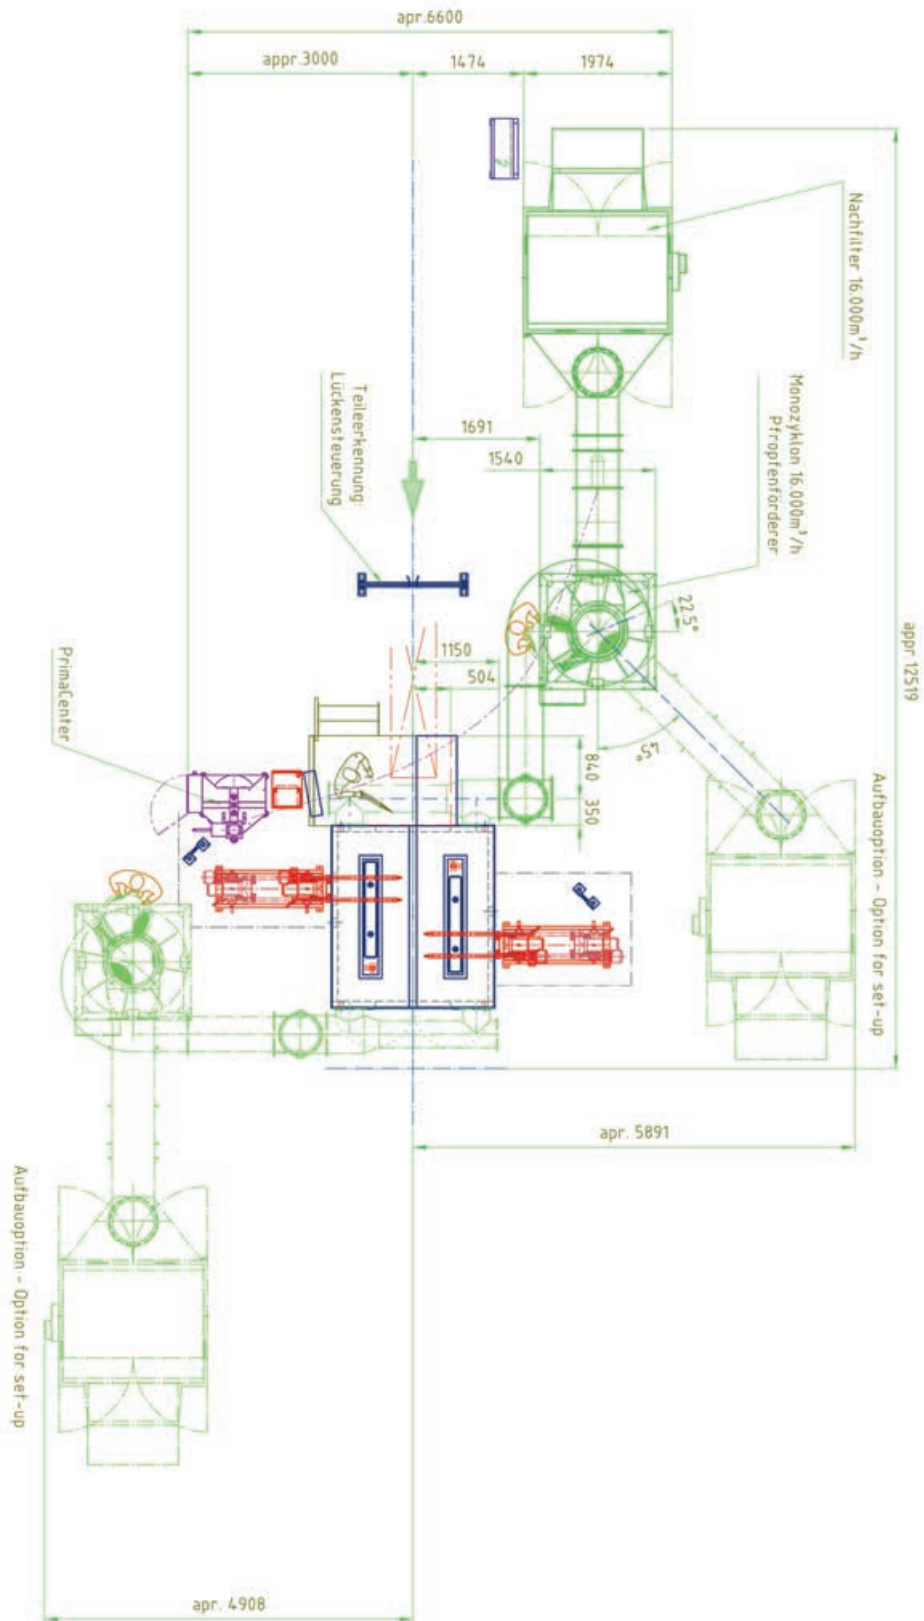 apr.6600
appr.3000
1474
1974
Nachfilter 16.000m³/h
Monozyklon 16.000m³/h
Pfropfenförderer
Teileerkennung
Lückensteuerung
1691
1540
22.5°
appr 12519
1150
504
45°
PrimaCenter
840
350
Aufbauoption - Option for set-up
apr. 5891
Aufbauoption - Option for set-up
apr. 4908